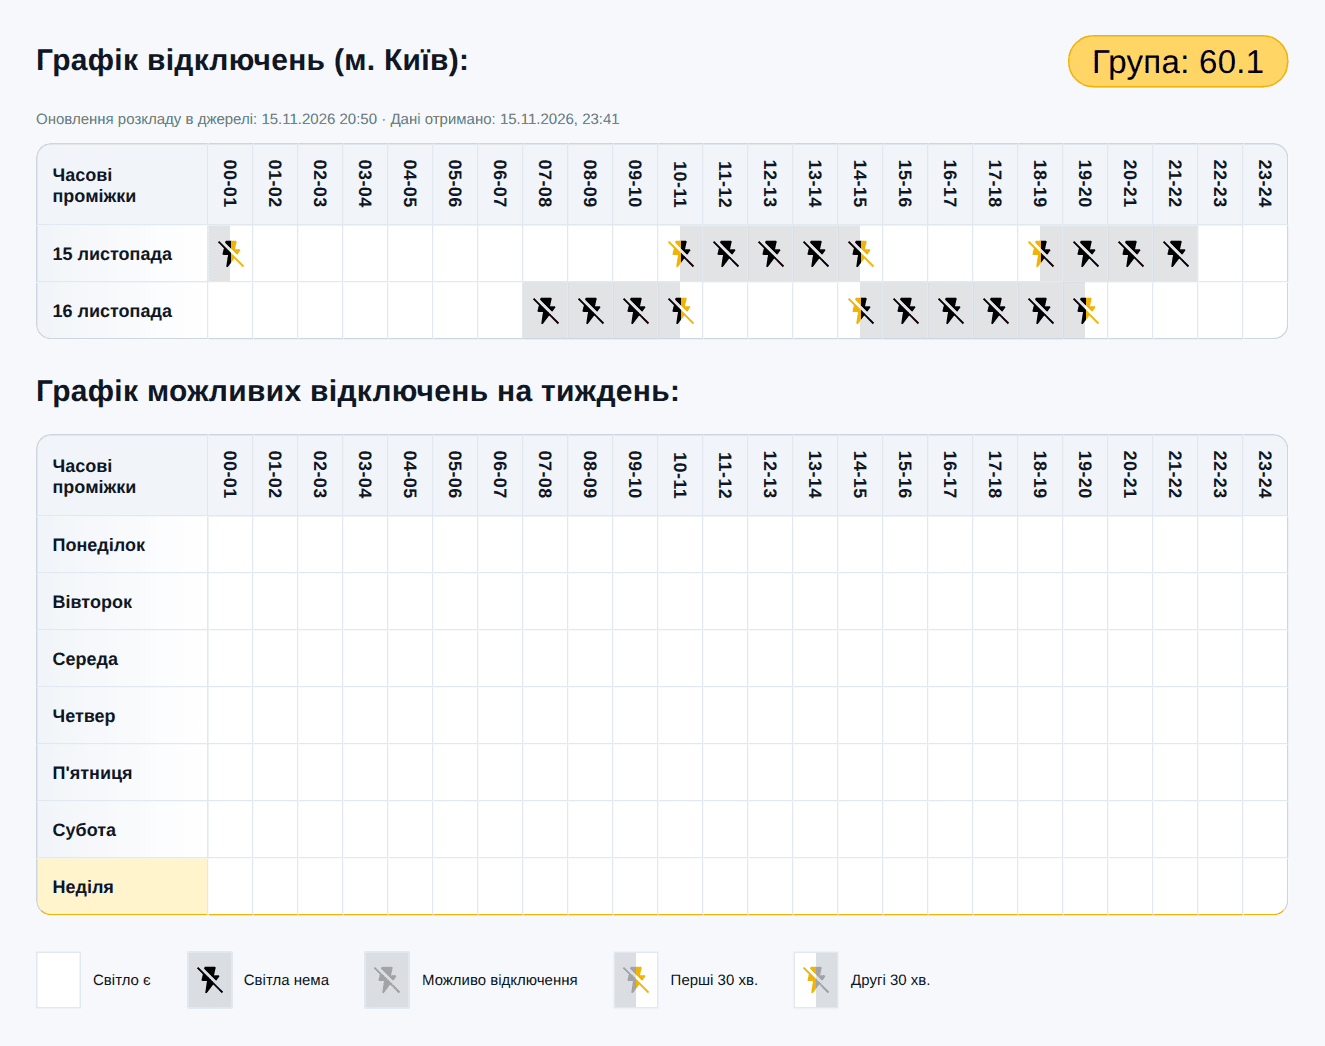 Графік відключень (м. Київ):
Група: 60.1
Оновлення розкладу в джерелі: 15.11.2026 20:50 · Дані отримано: 15.11.2026, 23:41
Часові проміжки 00-01 01-02 02-03 03-04 04-05 05-06 06-07 07-08 08-09 09-10 10-11 11-12 12-13 13-14 14-15 15-16 16-17 17-18 18-19 19-20 20-21 21-22 22-23 23-24
15 листопада
16 листопада
Графік можливих відключень на тиждень:
Часові проміжки 00-01 01-02 02-03 03-04 04-05 05-06 06-07 07-08 08-09 09-10 10-11 11-12 12-13 13-14 14-15 15-16 16-17 17-18 18-19 19-20 20-21 21-22 22-23 23-24
Понеділок
Вівторок
Середа
Четвер
П'ятниця
Субота
Неділя
Світло є Світла нема Можливо відключення Перші 30 хв. Другі 30 хв.